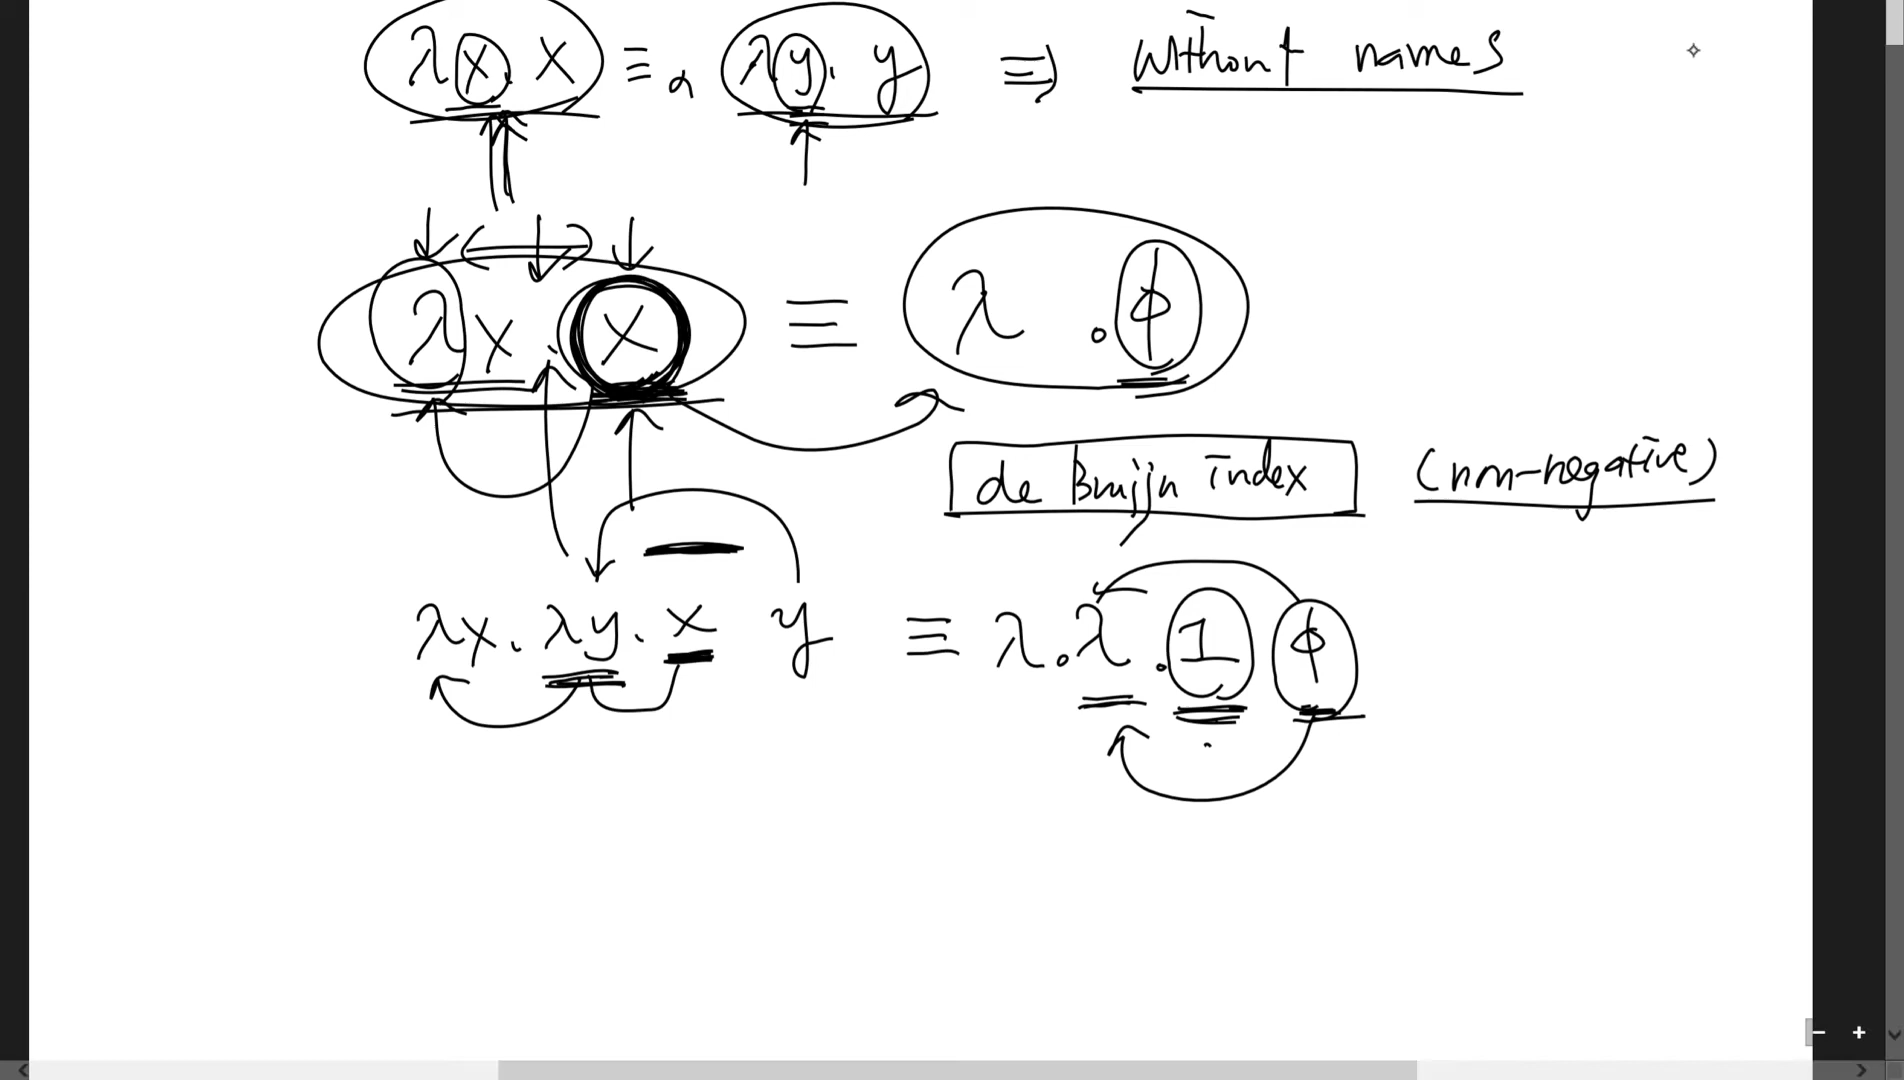 λx. x ≡α λy. y ⇒ without names
λx. x ≡ λ .0
de Bruijn index (non-negative)
λx. λy. x y ≡ λ.λ.1 0
− +